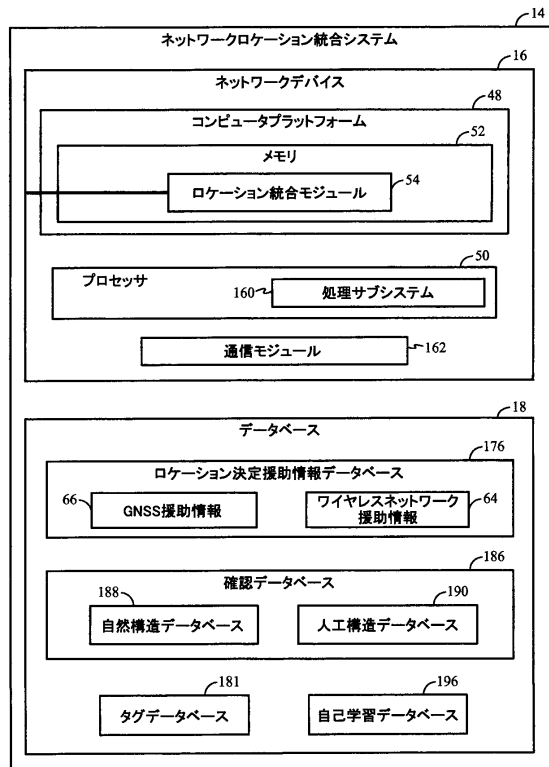 14
ネットワークロケーション統合システム
16
ネットワークデバイス
48
コンピュータプラットフォーム
52
メモリ
ロケーション統合モジュール
54
50
プロセッサ
160
処理サブシステム
通信モジュール
162
18
データベース
176
ロケーション決定援助情報データベース
66
GNSS援助情報
ワイヤレスネットワーク
援助情報
64
186
確認データベース
188
自然構造データベース
190
人工構造データベース
181
タグデータベース
196
自己学習データベース